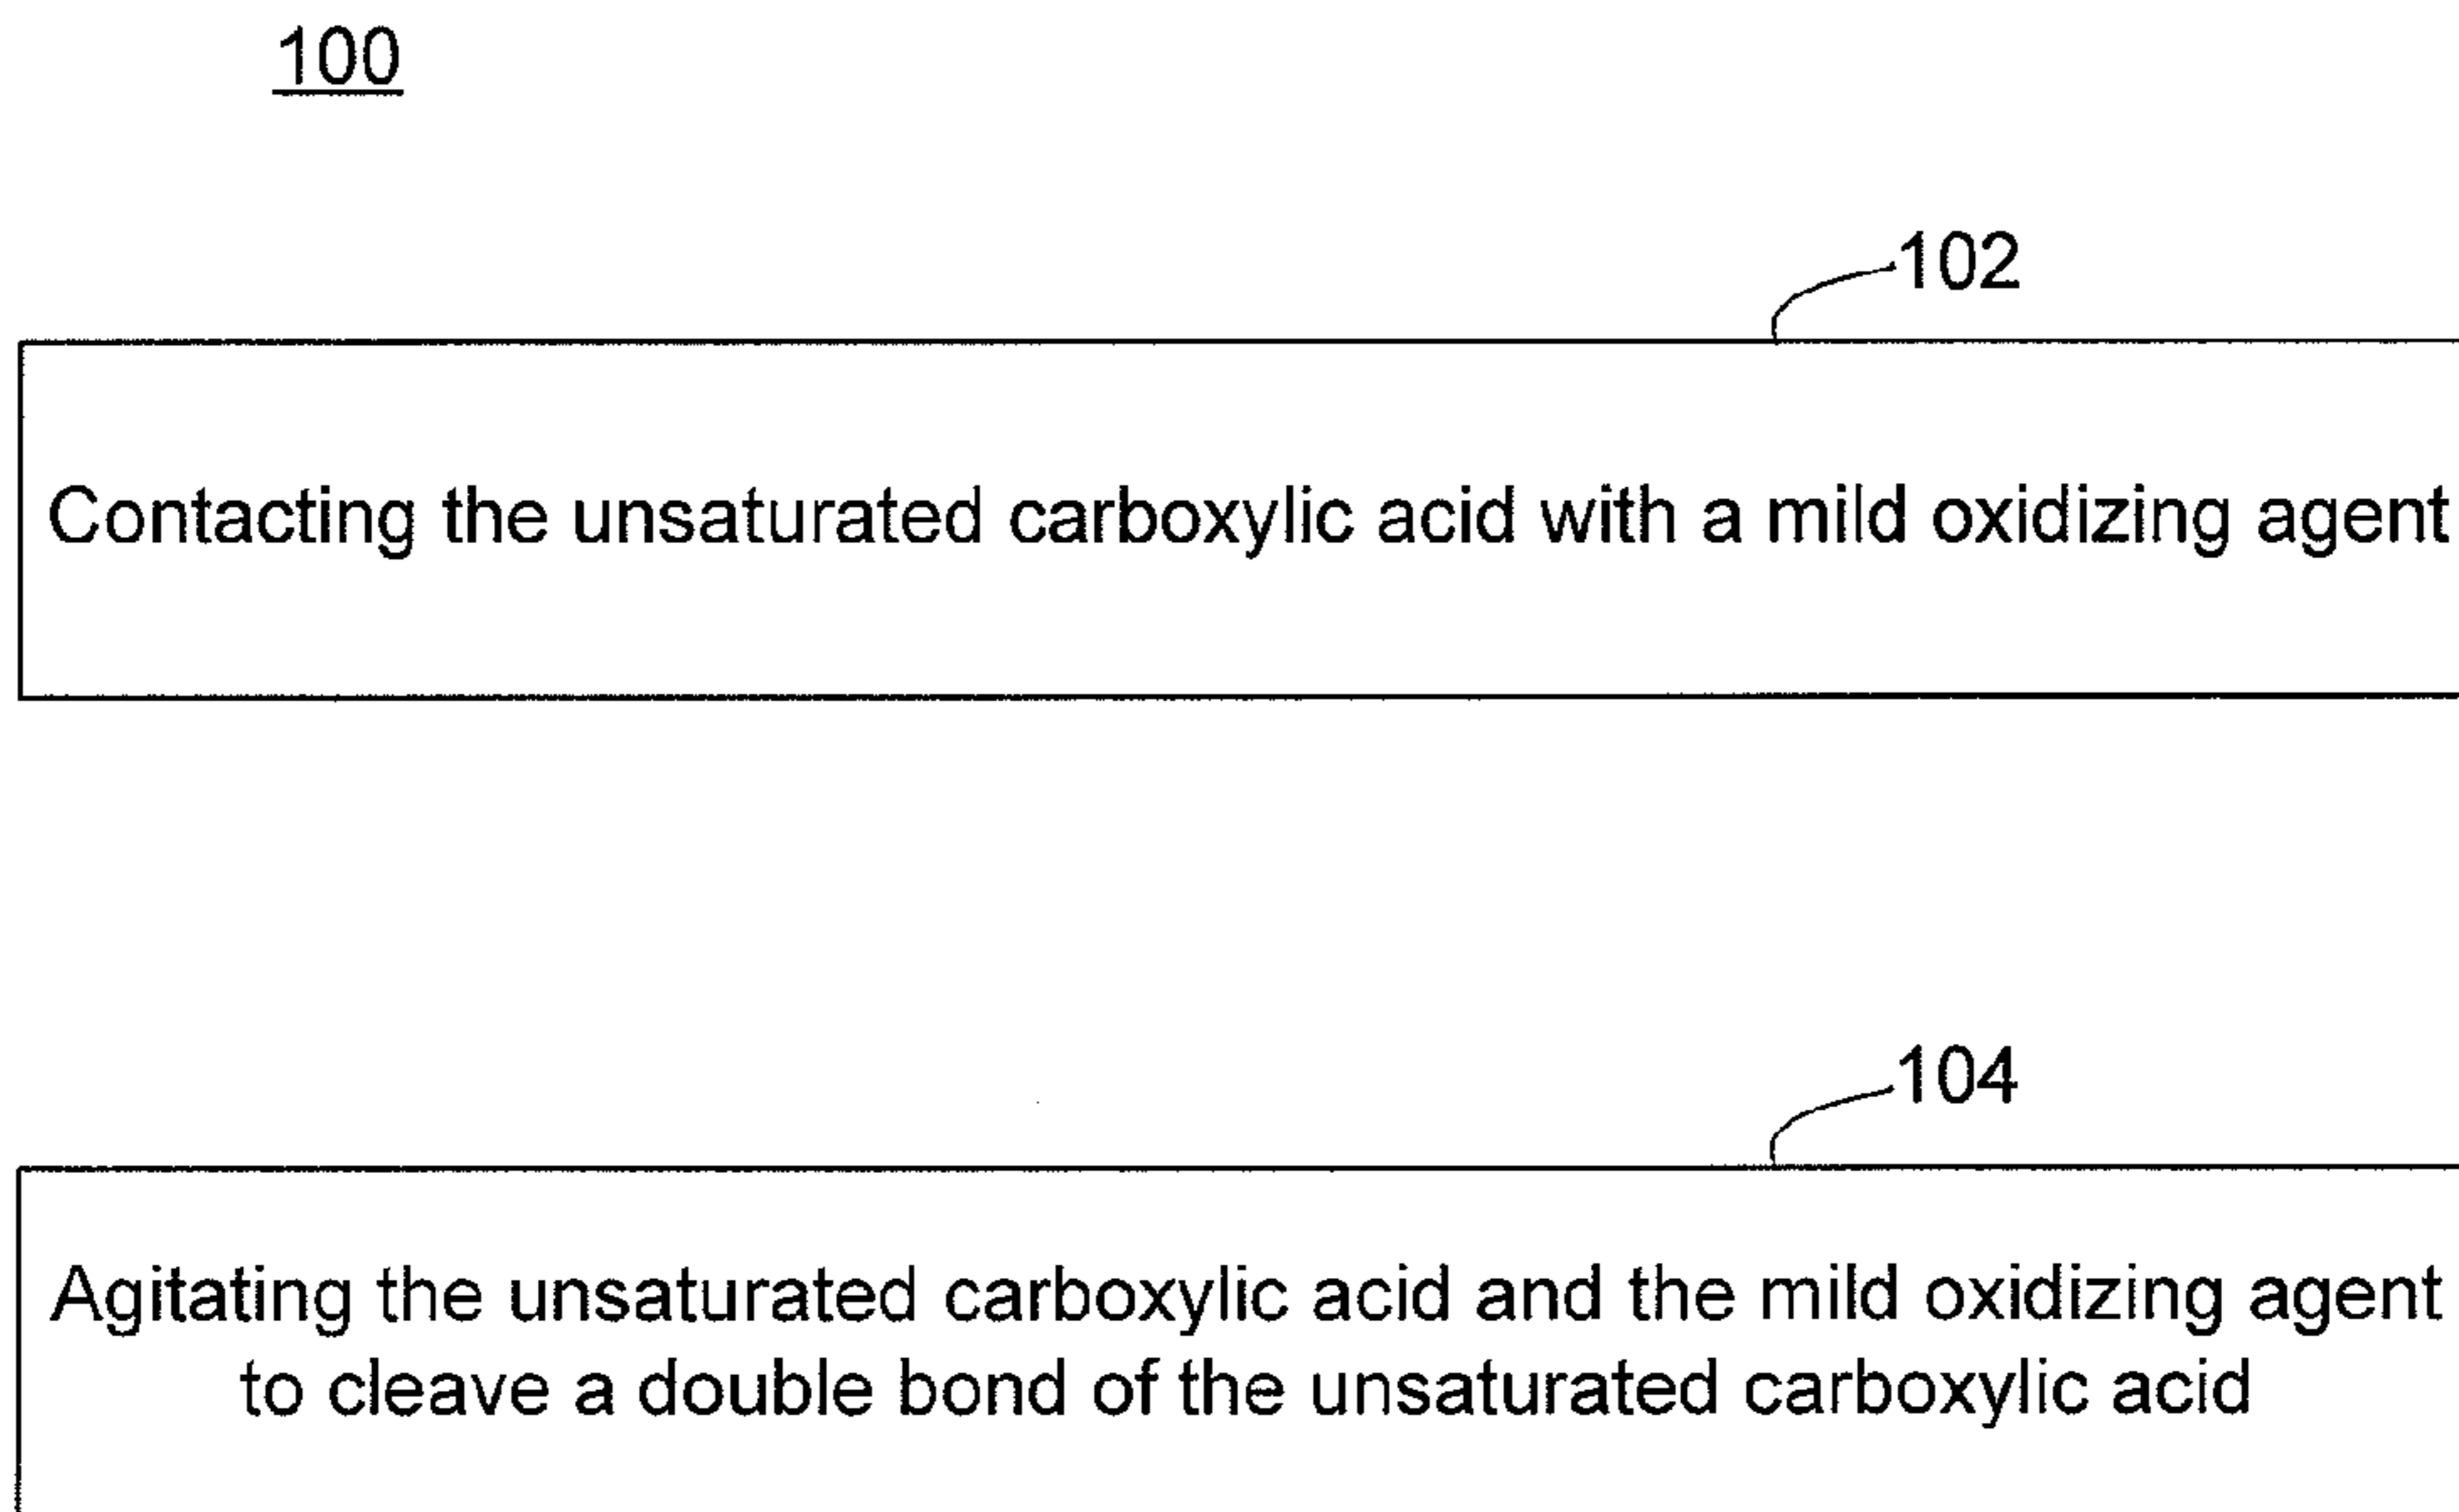 100
102
Contacting the unsaturated carboxylic acid with a mild oxidizing agent
104
Agitating the unsaturated carboxylic acid and the mild oxidizing agent
to cleave a double bond of the unsaturated carboxylic acid